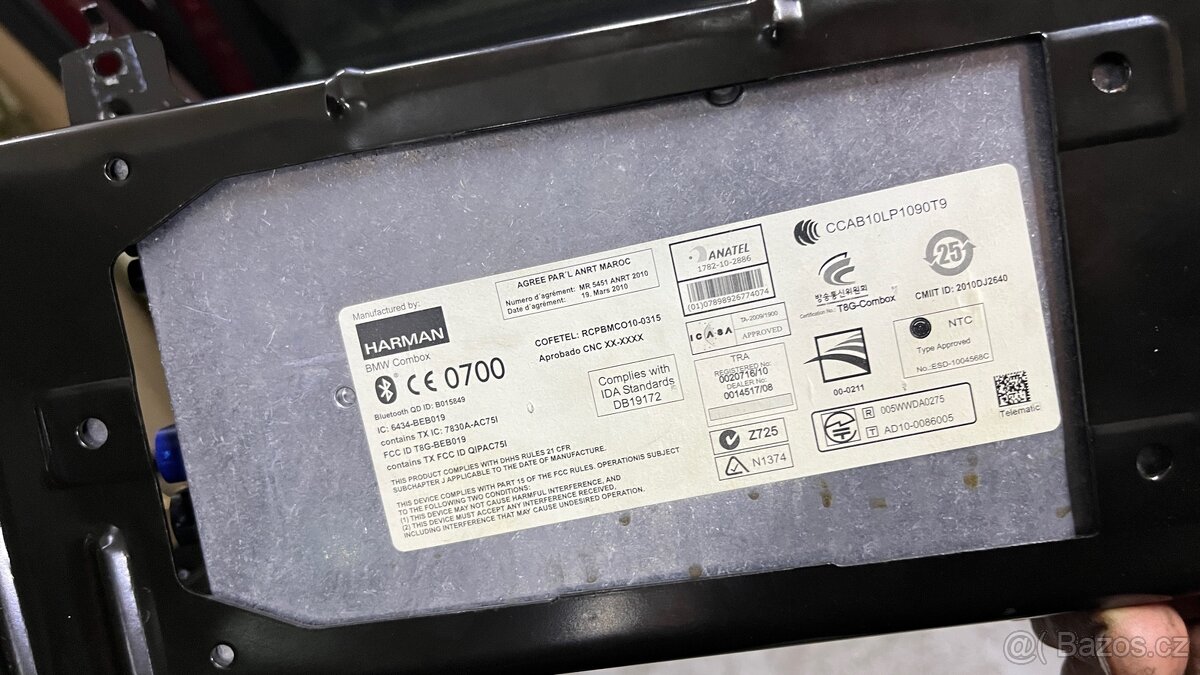 Manufactured by:
HARMAN
BMW Combox
CE 0700
Bluetooth QD ID: B015849
IC: 6434-BEB019
contains TX IC: 7830A-AC75I
FCC ID T8G-BEB019
contains TX FCC ID QIPAC75I
THIS PRODUCT COMPLIES WITH DHHS RULES 21 CFR
SUBCHAPTER J APPLICABLE TO THE DATE OF MANUFACTURE.
THIS DEVICE COMPLIES WITH PART 15 OF THE FCC RULES. OPERATIONIS SUBJECT
TO THE FOLLOWING TWO CONDITIONS:
(1) THIS DEVICE MAY NOT CAUSE HARMFUL INTERFERENCE, AND
(2) THIS DEVICE MUST ACCEPT ANY INTERFERENCE RECEIVED,
INCLUDING INTERFERENCE THAT MAY CAUSE UNDESIRED OPERATION.
AGREE PAR'L ANRT MAROC
Numero d'agrément: MR 5451 ANRT 2010
Date d'agrément: 19. Mars 2010
COFETEL: RCPBMCO10-0315
Aprobado CNC XX-XXXX
Complies with
IDA Standards
DB19172
ANATEL
1782-10-2886
(01)07898926774074
ICASA
TA-2009/1900
APPROVED
TRA
REGISTERED No:
0020716/10
DEALER No:
0014517/08
Z725
N1374
CCAB10LP1090T9
방송통신위원회
Certification No.: T8G-Combox
25
CMIIT ID: 2010DJ2640
00-0211
NTC
Type Approved
No.:ESD-1004568C
R 005WWDA0275
T AD10-0086005
Telematic
Bazos.cz